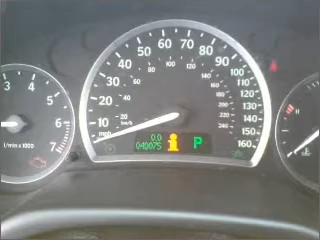 3 4 5 6 7
l/min x 1000
10 20 30 40 50 60 70 80 90 100 110 120 130 140 150 160
mph
20 40 60 80 100 120 140 160 180 200 220 240
km/h
0.0
040075
P
H